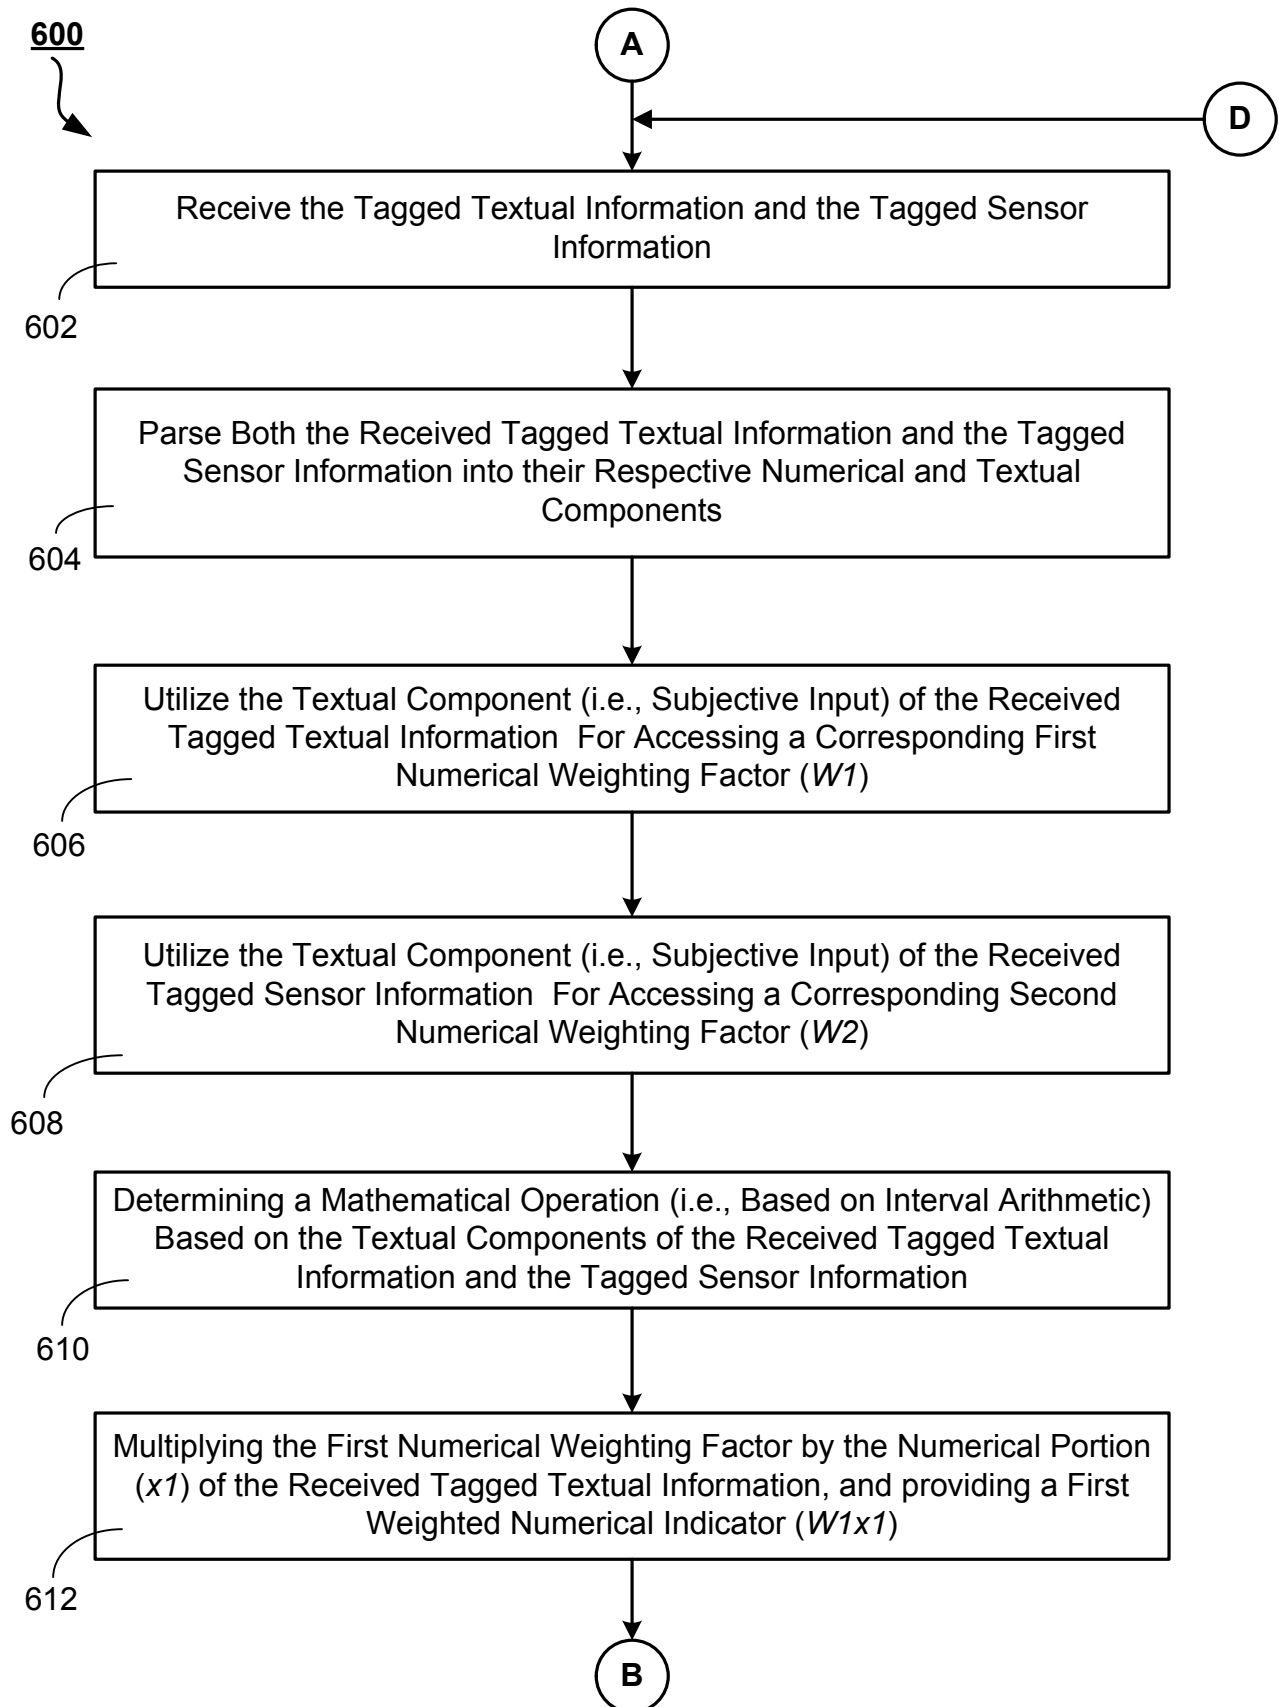 600
A
D
Receive the Tagged Textual Information and the Tagged Sensor
Information
602
Parse Both the Received Tagged Textual Information and the Tagged
Sensor Information into their Respective Numerical and Textual
Components
604
Utilize the Textual Component (i.e., Subjective Input) of the Received
Tagged Textual Information  For Accessing a Corresponding First
Numerical Weighting Factor (W1)
606
Utilize the Textual Component (i.e., Subjective Input) of the Received
Tagged Sensor Information  For Accessing a Corresponding Second
Numerical Weighting Factor (W2)
608
Determining a Mathematical Operation (i.e., Based on Interval Arithmetic)
Based on the Textual Components of the Received Tagged Textual
Information and the Tagged Sensor Information
610
Multiplying the First Numerical Weighting Factor by the Numerical Portion
(x1) of the Received Tagged Textual Information, and providing a First
Weighted Numerical Indicator (W1x1)
612
B